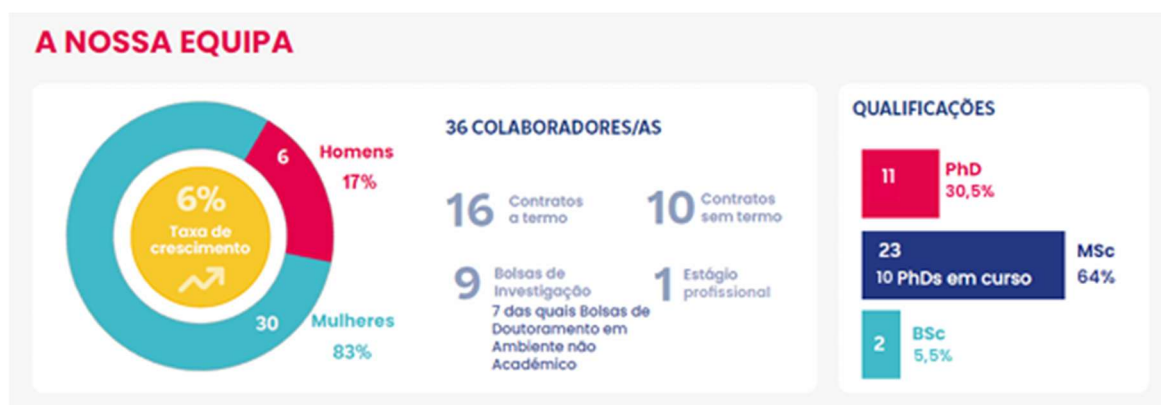 A NOSSA EQUIPA
6
Homens
17%
6%
Taxa de
crescimento
30
Mulheres
83%
36 COLABORADORES/AS
16
Contratos
a termo
10
Contratos
sem termo
9
Bolsas de
Investigação
7 das quais Bolsas de
Doutoramento em
Ambiente não
Académico
1
Estágio
profissional
QUALIFICAÇÕES
11
PhD
30,5%
23
10 PhDs em curso
MSc
64%
2
BSc
5,5%